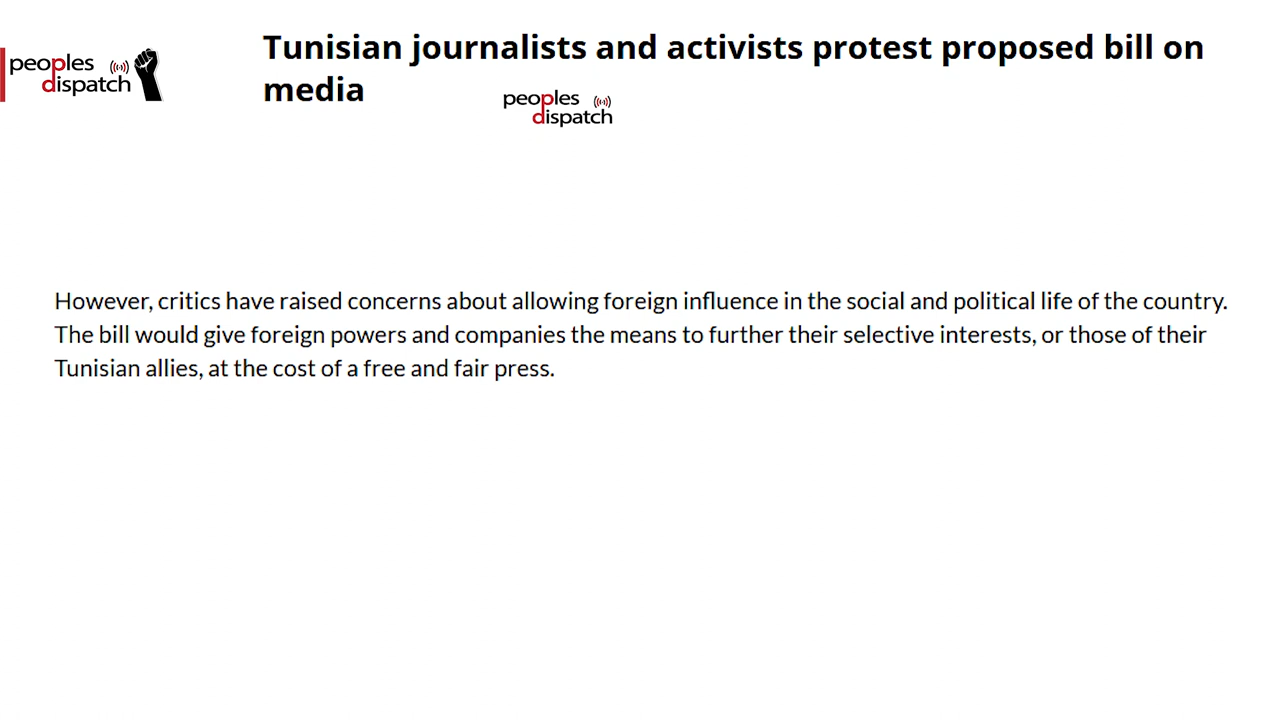 peoples
dispatch
Tunisian journalists and activists protest proposed bill on
media
peoples
dispatch
However, critics have raised concerns about allowing foreign influence in the social and political life of the country.
The bill would give foreign powers and companies the means to further their selective interests, or those of their
Tunisian allies, at the cost of a free and fair press.